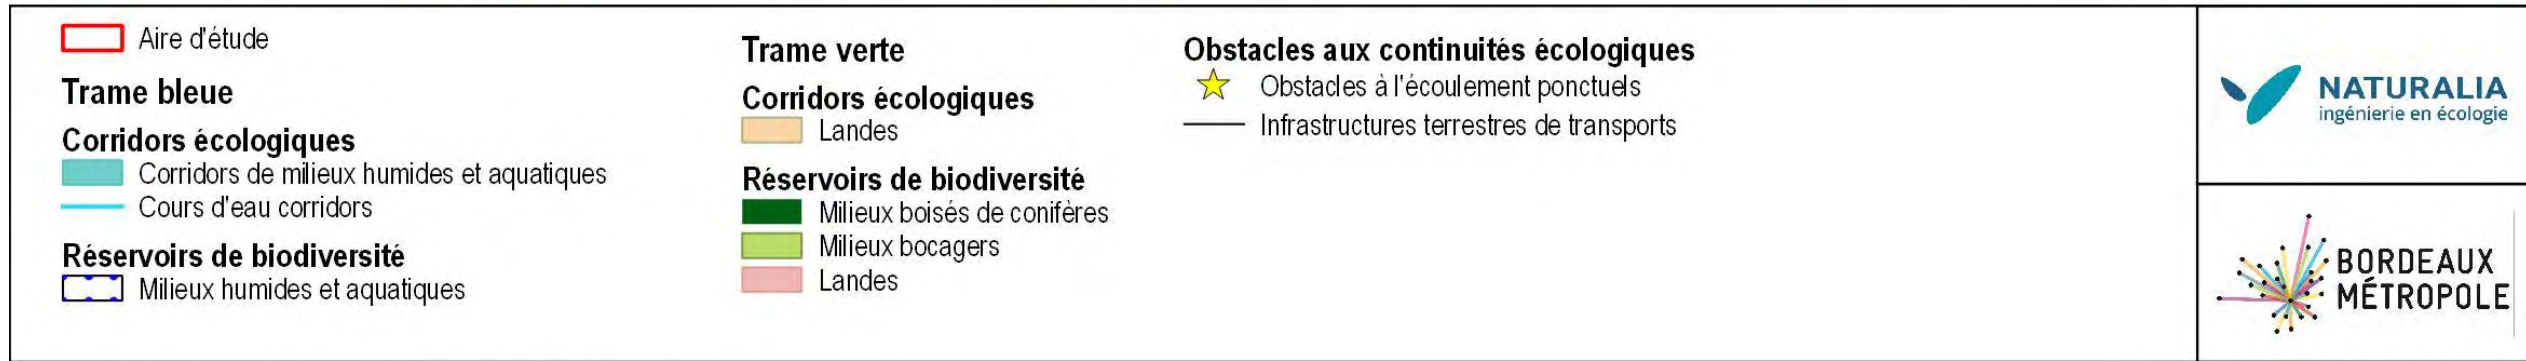 Aire d'étude
Trame bleue
Corridors écologiques
Corridors de milieux humides et aquatiques
Cours d'eau corridors
Réservoirs de biodiversité
Milieux humides et aquatiques
Trame verte
Corridors écologiques
Landes
Réservoirs de biodiversité
Milieux boisés de conifères
Milieux bocagers
Landes
Obstacles aux continuités écologiques
Obstacles à l'écoulement ponctuels
Infrastructures terrestres de transports
NATURALIA
ingénierie en écologie
BORDEAUX
MÉTROPOLE